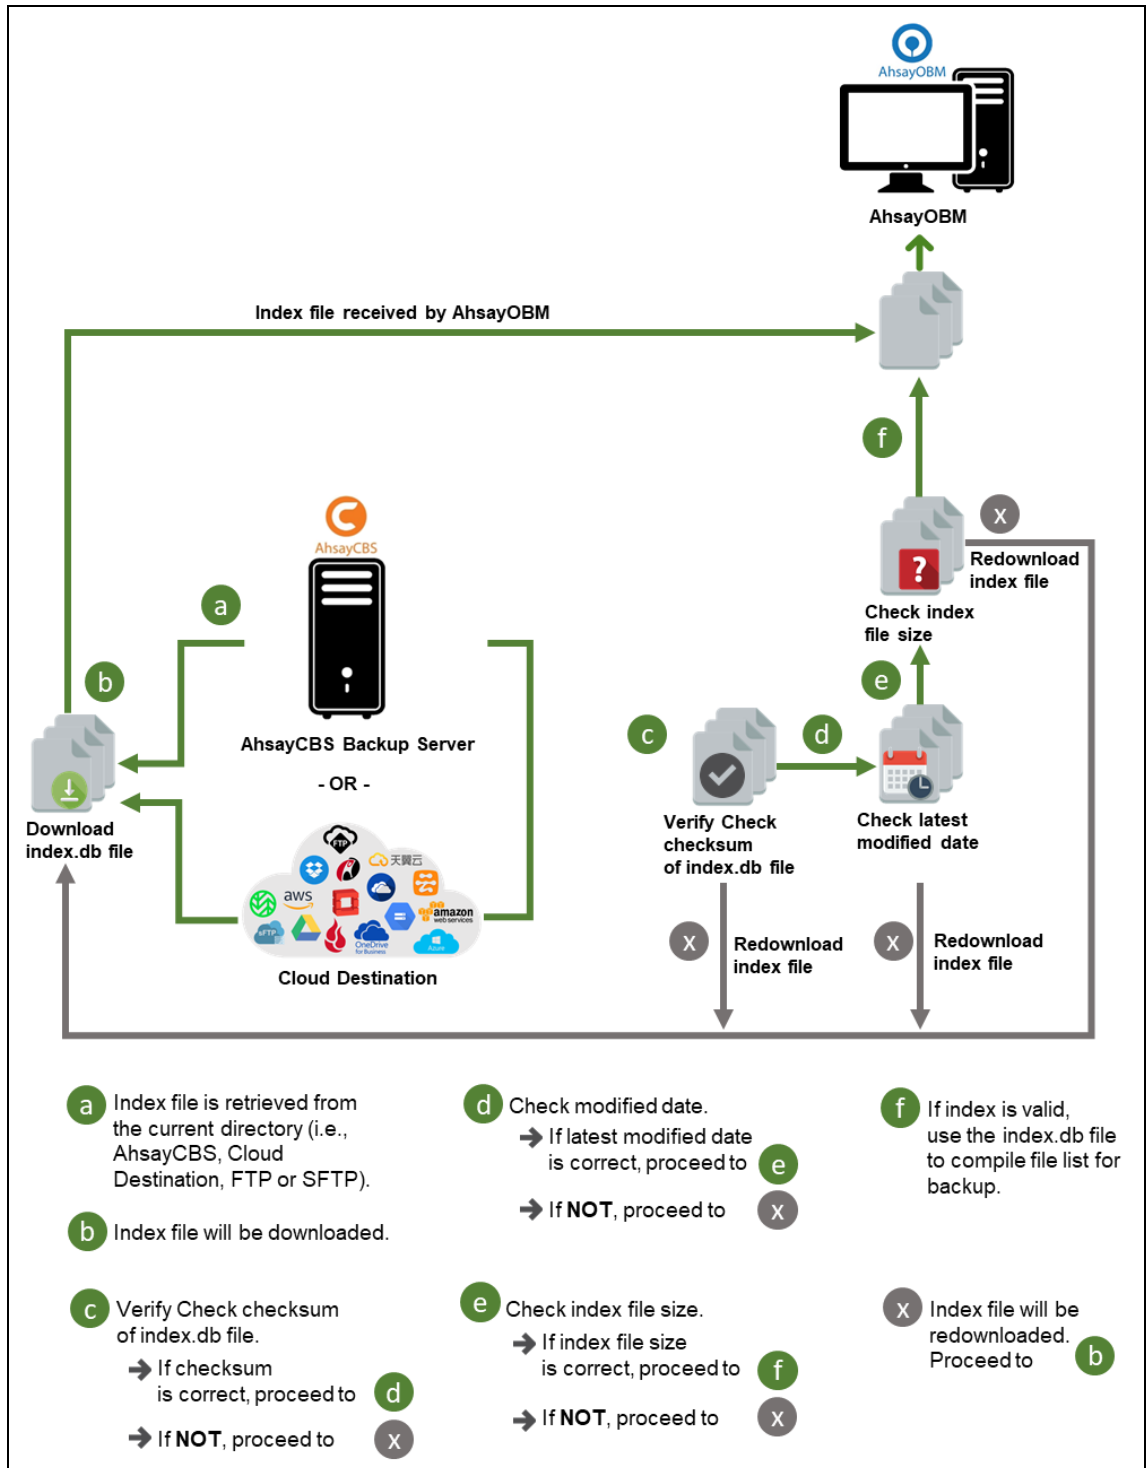 AhsayOBM
AhsayOBM
Index file received by AhsayOBM
f
x
Redownload
index file
Check index
file size
AhsayCBS
a
b
e
c
d
AhsayCBS Backup Server
- OR -
Download
index.db file
Verify Check
checksum
of index.db file
Check latest
modified date
FTP
天翼云
aws
amazon
web services
SFTP
OneDrive
for Business
Azure
Cloud Destination
x
Redownload
index file
x
Redownload
index file
a
Index file is retrieved from
the current directory (i.e.,
AhsayCBS, Cloud
Destination, FTP or SFTP).
b
Index file will be downloaded.
c
Verify Check checksum
of index.db file.
If checksum
is correct, proceed to d
If NOT, proceed to x
d
Check modified date.
If latest modified date
is correct, proceed to e
If NOT, proceed to x
e
Check index file size.
If index file size
is correct, proceed to f
If NOT, proceed to x
f
If index is valid,
use the index.db file
to compile file list for
backup.
x
Index file will be
redownloaded.
Proceed to b